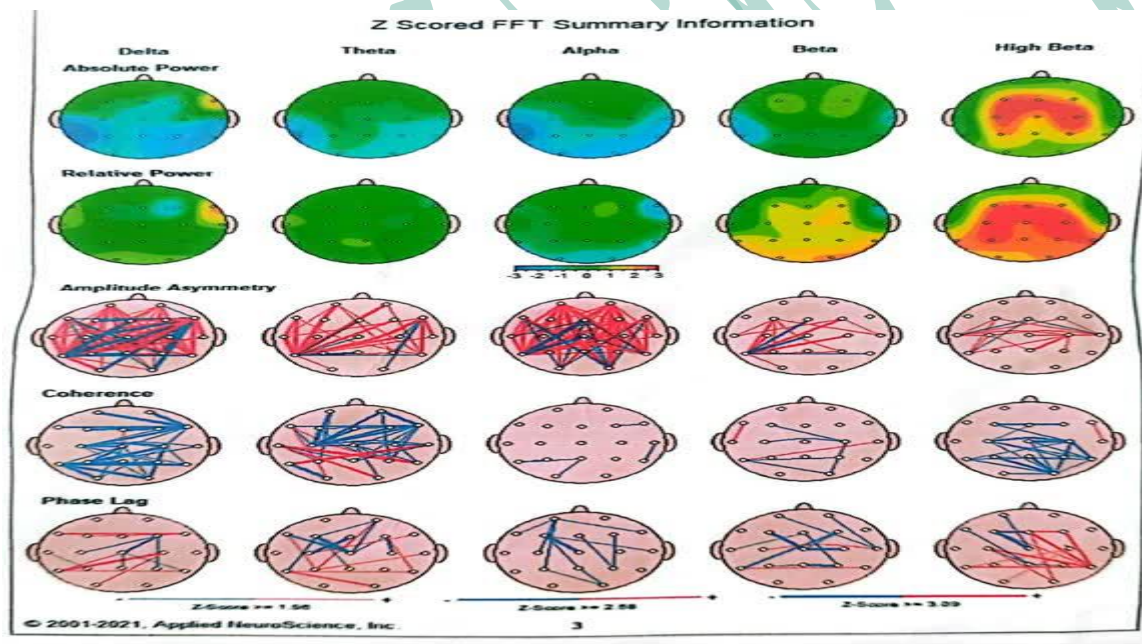 Z Scored FFT Summary Information
Delta Theta Alpha Beta High Beta
Absolute Power
Relative Power
-3 -2 -1 0 1 2 3
Amplitude Asymmetry
Coherence
Phase Lag
- + - + - +
Z-Score >= 1.96 Z-Score >= 2.58 Z-Score >= 3.09
© 2001-2021, Applied NeuroScience, Inc. 3